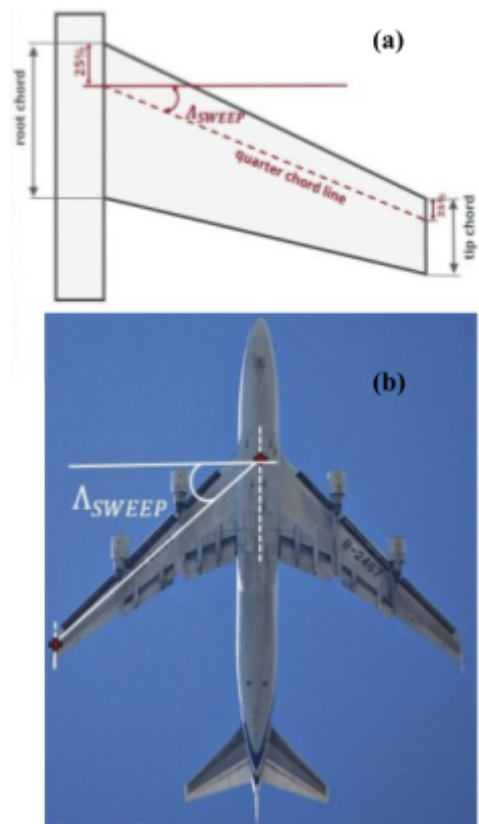 (a)
25%
root chord
Λ_SWEEP
quarter chord line
25%
tip chord
(b)
Λ_SWEEP
B-2467